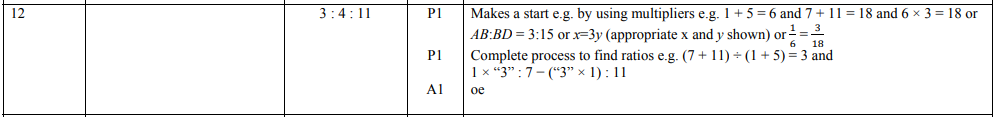 12 3 : 4 : 11 P1 Makes a start e.g. by using multipliers e.g. 1 + 5 = 6 and 7 + 11 = 18 and 6 × 3 = 18 or
AB:BD = 3:15 or x=3y (appropriate x and y shown) or 1/6 = 3/18
P1 Complete process to find ratios e.g. (7 + 11) ÷ (1 + 5) = 3 and
1 × “3” : 7 – (“3” × 1) : 11
A1 oe